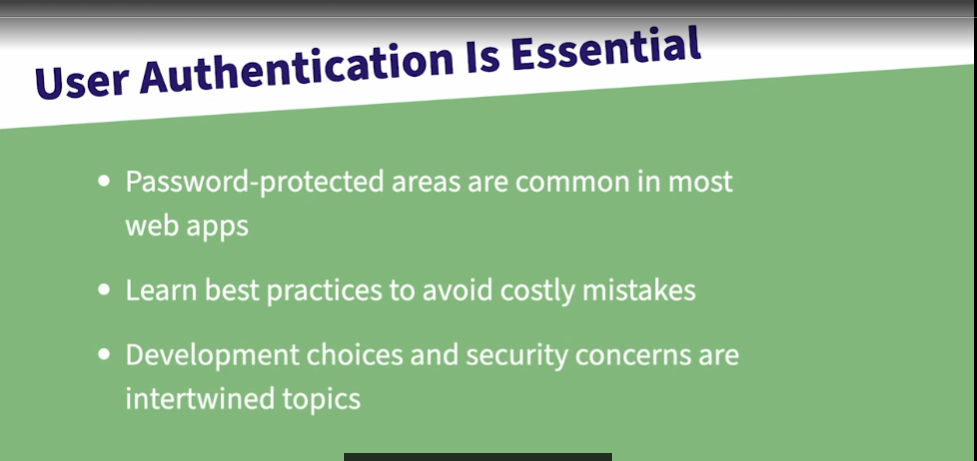 User Authentication Is Essential
• Password-protected areas are common in most
web apps
• Learn best practices to avoid costly mistakes
• Development choices and security concerns are
intertwined topics